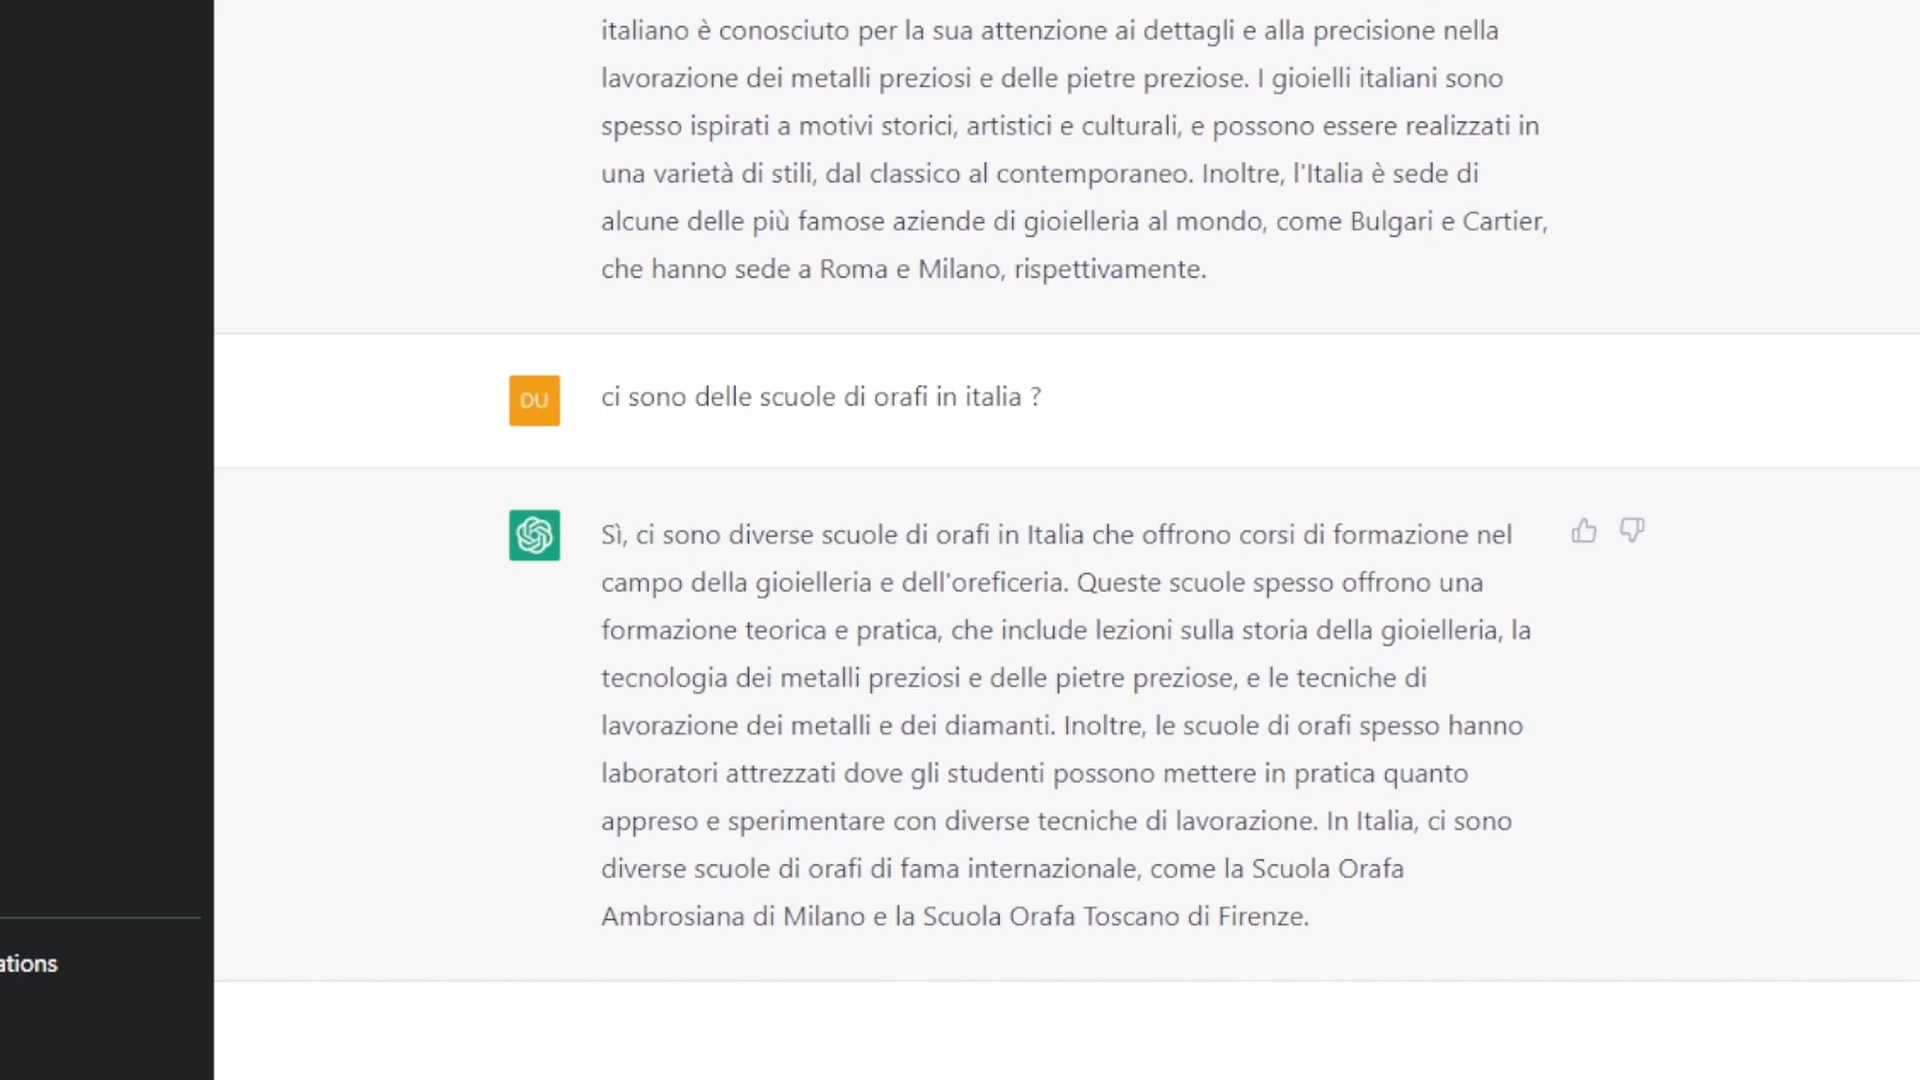 italiano è conosciuto per la sua attenzione ai dettagli e alla precisione nella
lavorazione dei metalli preziosi e delle pietre preziose. I gioielli italiani sono
spesso ispirati a motivi storici, artistici e culturali, e possono essere realizzati in
una varietà di stili, dal classico al contemporaneo. Inoltre, l'Italia è sede di
alcune delle più famose aziende di gioielleria al mondo, come Bulgari e Cartier,
che hanno sede a Roma e Milano, rispettivamente.
DU
ci sono delle scuole di orafi in italia ?
Sì, ci sono diverse scuole di orafi in Italia che offrono corsi di formazione nel
campo della gioielleria e dell'oreficeria. Queste scuole spesso offrono una
formazione teorica e pratica, che include lezioni sulla storia della gioielleria, la
tecnologia dei metalli preziosi e delle pietre preziose, e le tecniche di
lavorazione dei metalli e dei diamanti. Inoltre, le scuole di orafi spesso hanno
laboratori attrezzati dove gli studenti possono mettere in pratica quanto
appreso e sperimentare con diverse tecniche di lavorazione. In Italia, ci sono
diverse scuole di orafi di fama internazionale, come la Scuola Orafa
Ambrosiana di Milano e la Scuola Orafa Toscano di Firenze.
ations